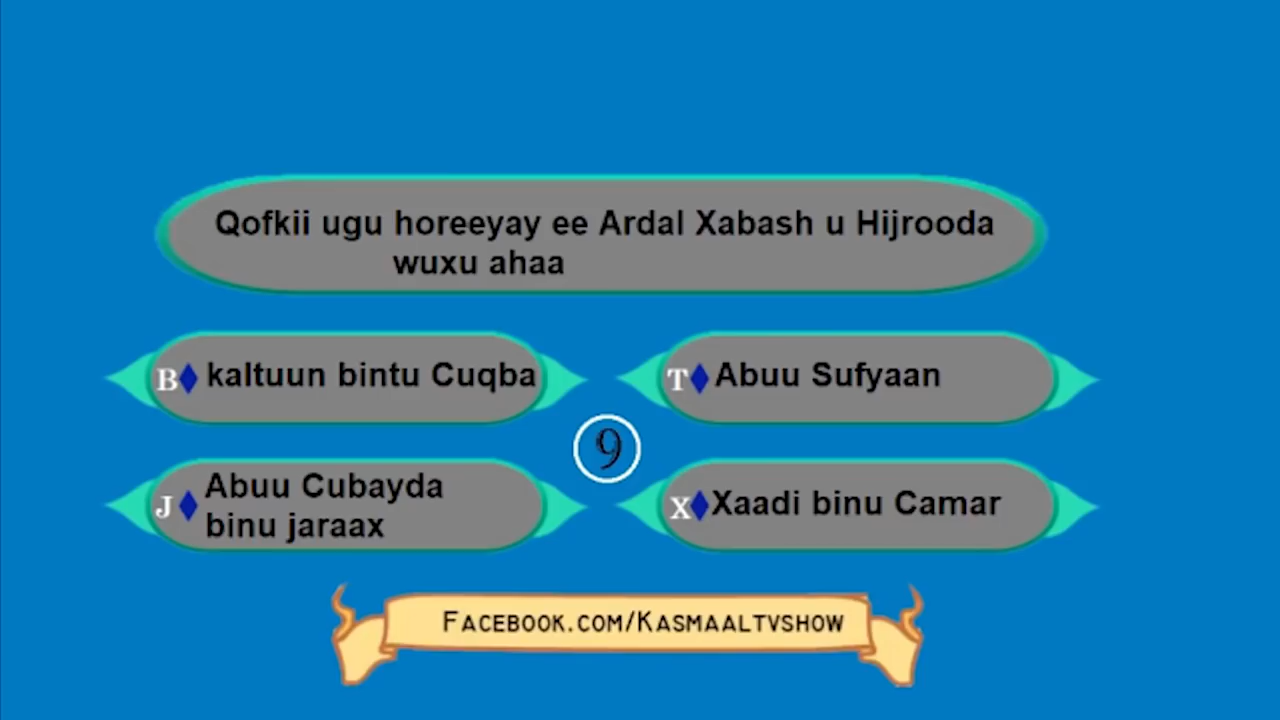 Qofkii ugu horeeyay ee Ardal Xabash u Hijrooda
wuxu ahaa
B kaltuun bintu Cuqba
T Abuu Sufyaan
9
J Abuu Cubayda
binu jaraax
X Xaadi binu Camar
Facebook.com/Kasmaaltvshow